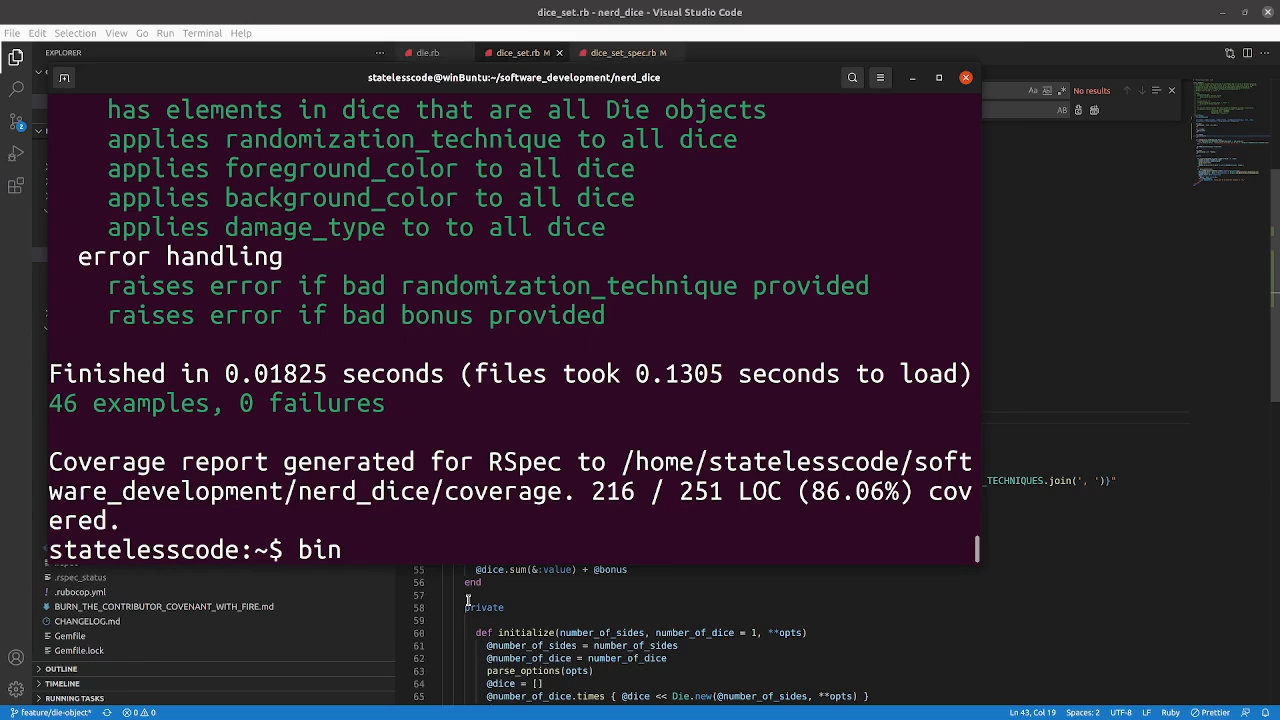 dice_set.rb - nerd_dice - Visual Studio Code
File Edit Selection View Go Run Terminal Help
EXPLORER
die.rb
dice_set.rb M
dice_set_spec.rb M
statelesscode@winBuntu:~/software_development/nerd_dice
No results
has elements in dice that are all Die objects
applies randomization_technique to all dice
applies foreground_color to all dice
applies background_color to all dice
applies damage_type to to all dice
error handling
raises error if bad randomization_technique provided
raises error if bad bonus provided
Finished in 0.01825 seconds (files took 0.1305 seconds to load)
46 examples, 0 failures
Coverage report generated for RSpec to /home/statelesscode/soft
ware_development/nerd_dice/coverage. 216 / 251 LOC (86.06%) cov
ered.
statelesscode:~$ bin
_TECHNIQUES.join(', ')}"
.rspec_status
.rubocop.yml
BURN_THE_CONTRIBUTOR_COVENANT_WITH_FIRE.md
CHANGELOG.md
Gemfile
Gemfile.lock
OUTLINE
TIMELINE
RUNNING TASKS
55 @dice.sum(&:value) + @bonus
56 end
57
58 private
59
60 def initialize(number_of_sides, number_of_dice = 1, **opts)
61 @number_of_sides = number_of_sides
62 @number_of_dice = number_of_dice
63 parse_options(opts)
64 @dice = []
65 @number_of_dice.times { @dice << Die.new(@number_of_sides, **opts) }
feature/die-object* 0 0 Ln 43, Col 19 Spaces: 2 UTF-8 LF Ruby Prettier